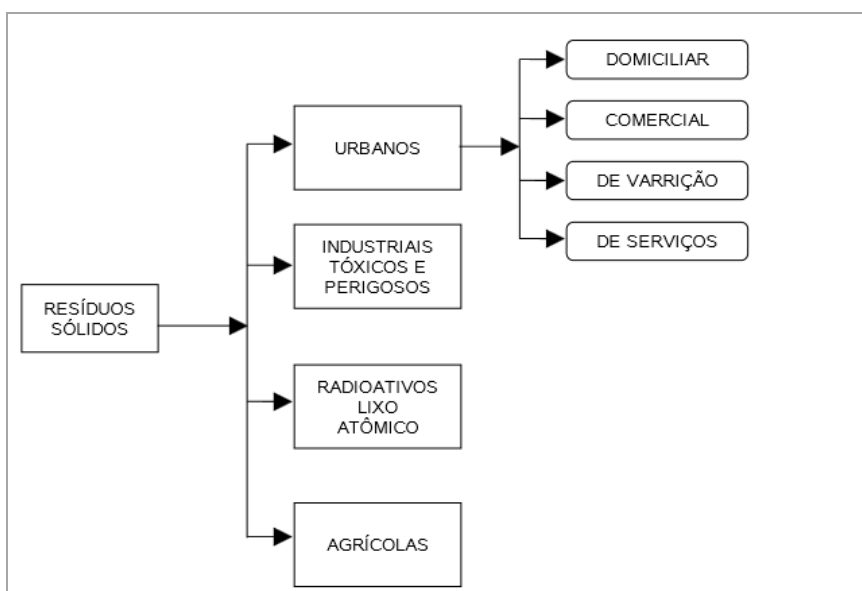 RESÍDUOS
SÓLIDOS
URBANOS
DOMICILIAR
COMERCIAL
DE VARRIÇÃO
DE SERVIÇOS
INDUSTRIAIS
TÓXICOS E
PERIGOSOS
RADIOATIVOS
LIXO
ATÔMICO
AGRÍCOLAS